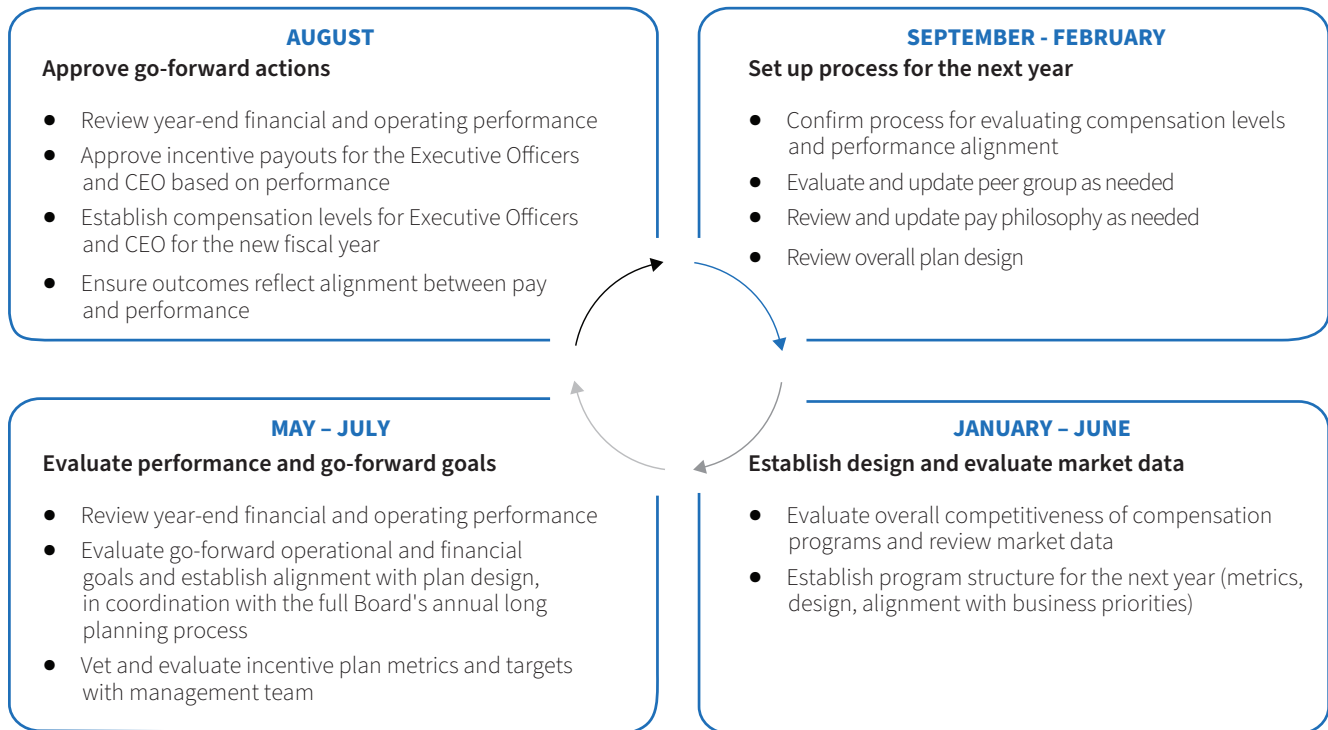 AUGUST
Approve go-forward actions
● Review year-end financial and operating performance
● Approve incentive payouts for the Executive Officers
and CEO based on performance
● Establish compensation levels for Executive Officers
and CEO for the new fiscal year
● Ensure outcomes reflect alignment between pay
and performance
SEPTEMBER - FEBRUARY
Set up process for the next year
● Confirm process for evaluating compensation levels
and performance alignment
● Evaluate and update peer group as needed
● Review and update pay philosophy as needed
● Review overall plan design
MAY – JULY
Evaluate performance and go-forward goals
● Review year-end financial and operating performance
● Evaluate go-forward operational and financial
goals and establish alignment with plan design,
in coordination with the full Board's annual long
planning process
● Vet and evaluate incentive plan metrics and targets
with management team
JANUARY – JUNE
Establish design and evaluate market data
● Evaluate overall competitiveness of compensation
programs and review market data
● Establish program structure for the next year (metrics,
design, alignment with business priorities)